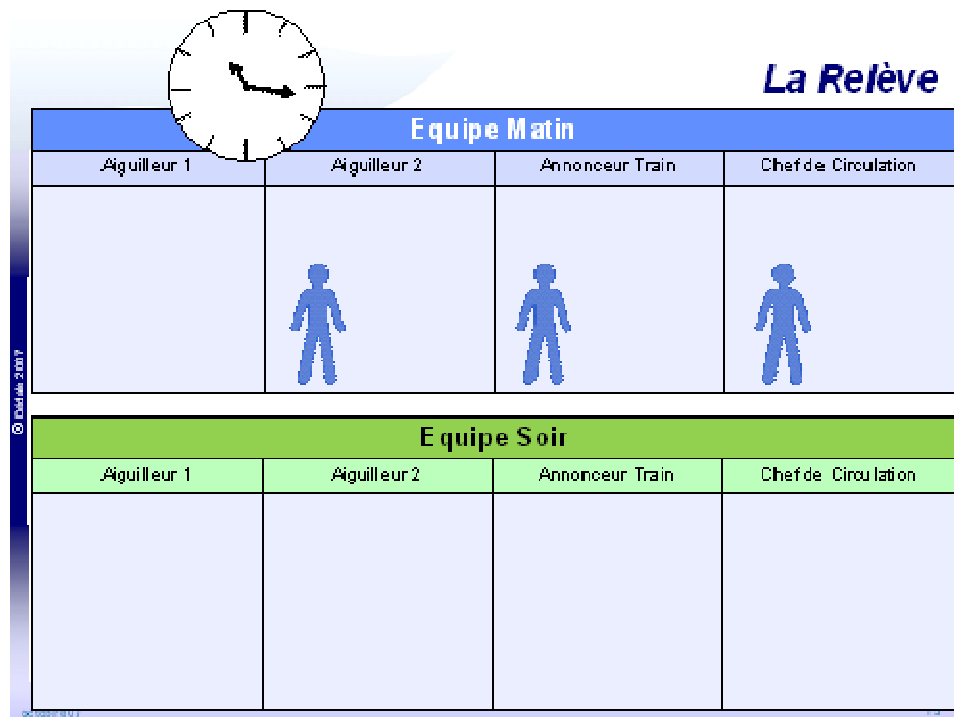 La Relève
Equipe Matin
Aiguilleur 1
Aiguilleur 2
Annonceur Train
Chef de Circulation
Equipe Soir
Aiguilleur 1
Aiguilleur 2
Annonceur Train
Chef de Circulation